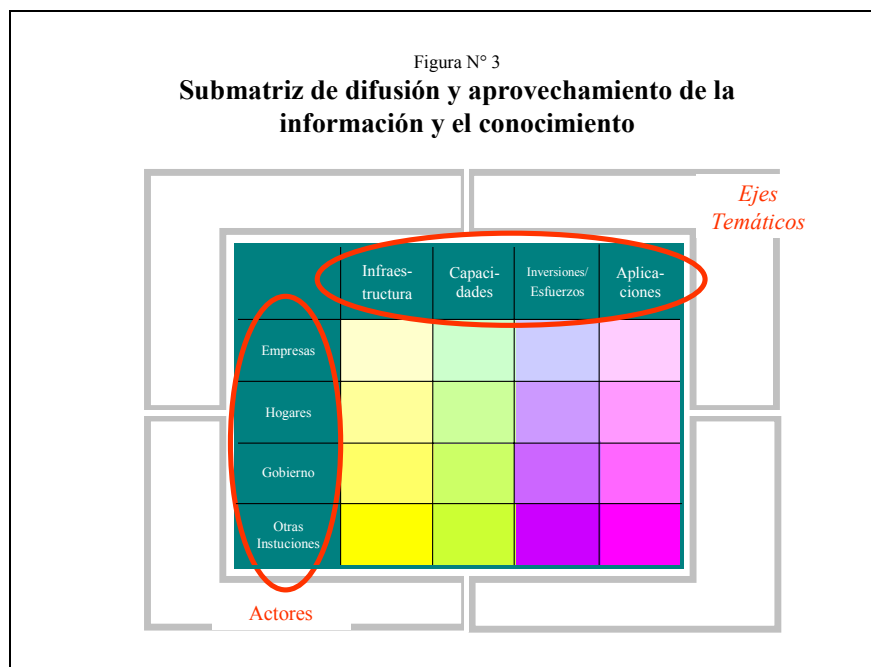 Figura N° 3
Submatriz de difusión y aprovechamiento de la
información y el conocimiento
Ejes
Temáticos
Infraes-
tructura
Capaci-
dades
Inversiones/
Esfuerzos
Aplica-
ciones
Empresas
Hogares
Gobierno
Otras
Instuciones
Actores